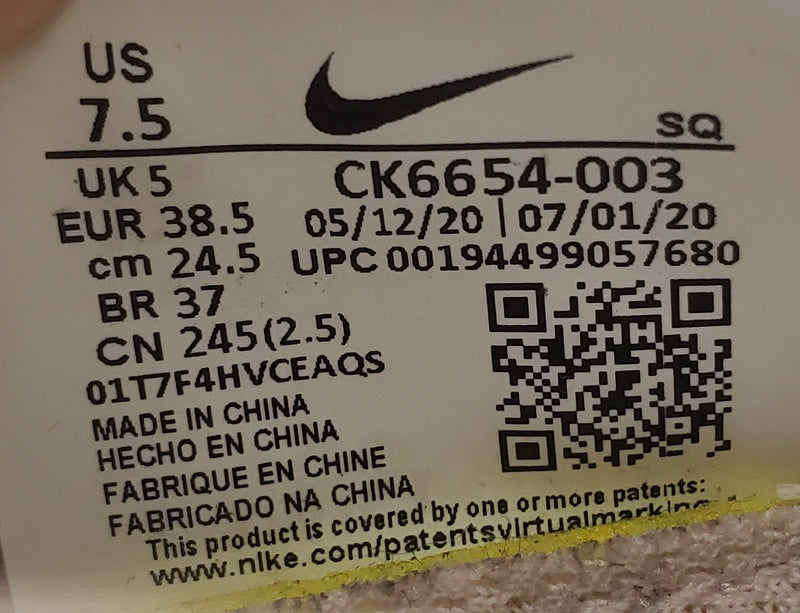 US
7.5
SQ
UK 5
CK6654-003
EUR 38.5
05/12/20 | 07/01/20
cm 24.5
UPC 00194499057680
BR 37
CN 245(2.5)
01T7F4HVCEAQS
MADE IN CHINA
HECHO EN CHINA
FABRIQUE EN CHINE
FABRICADO NA CHINA
This product is covered by one or more patents:
www.nike.com/patentsvirtualmarking